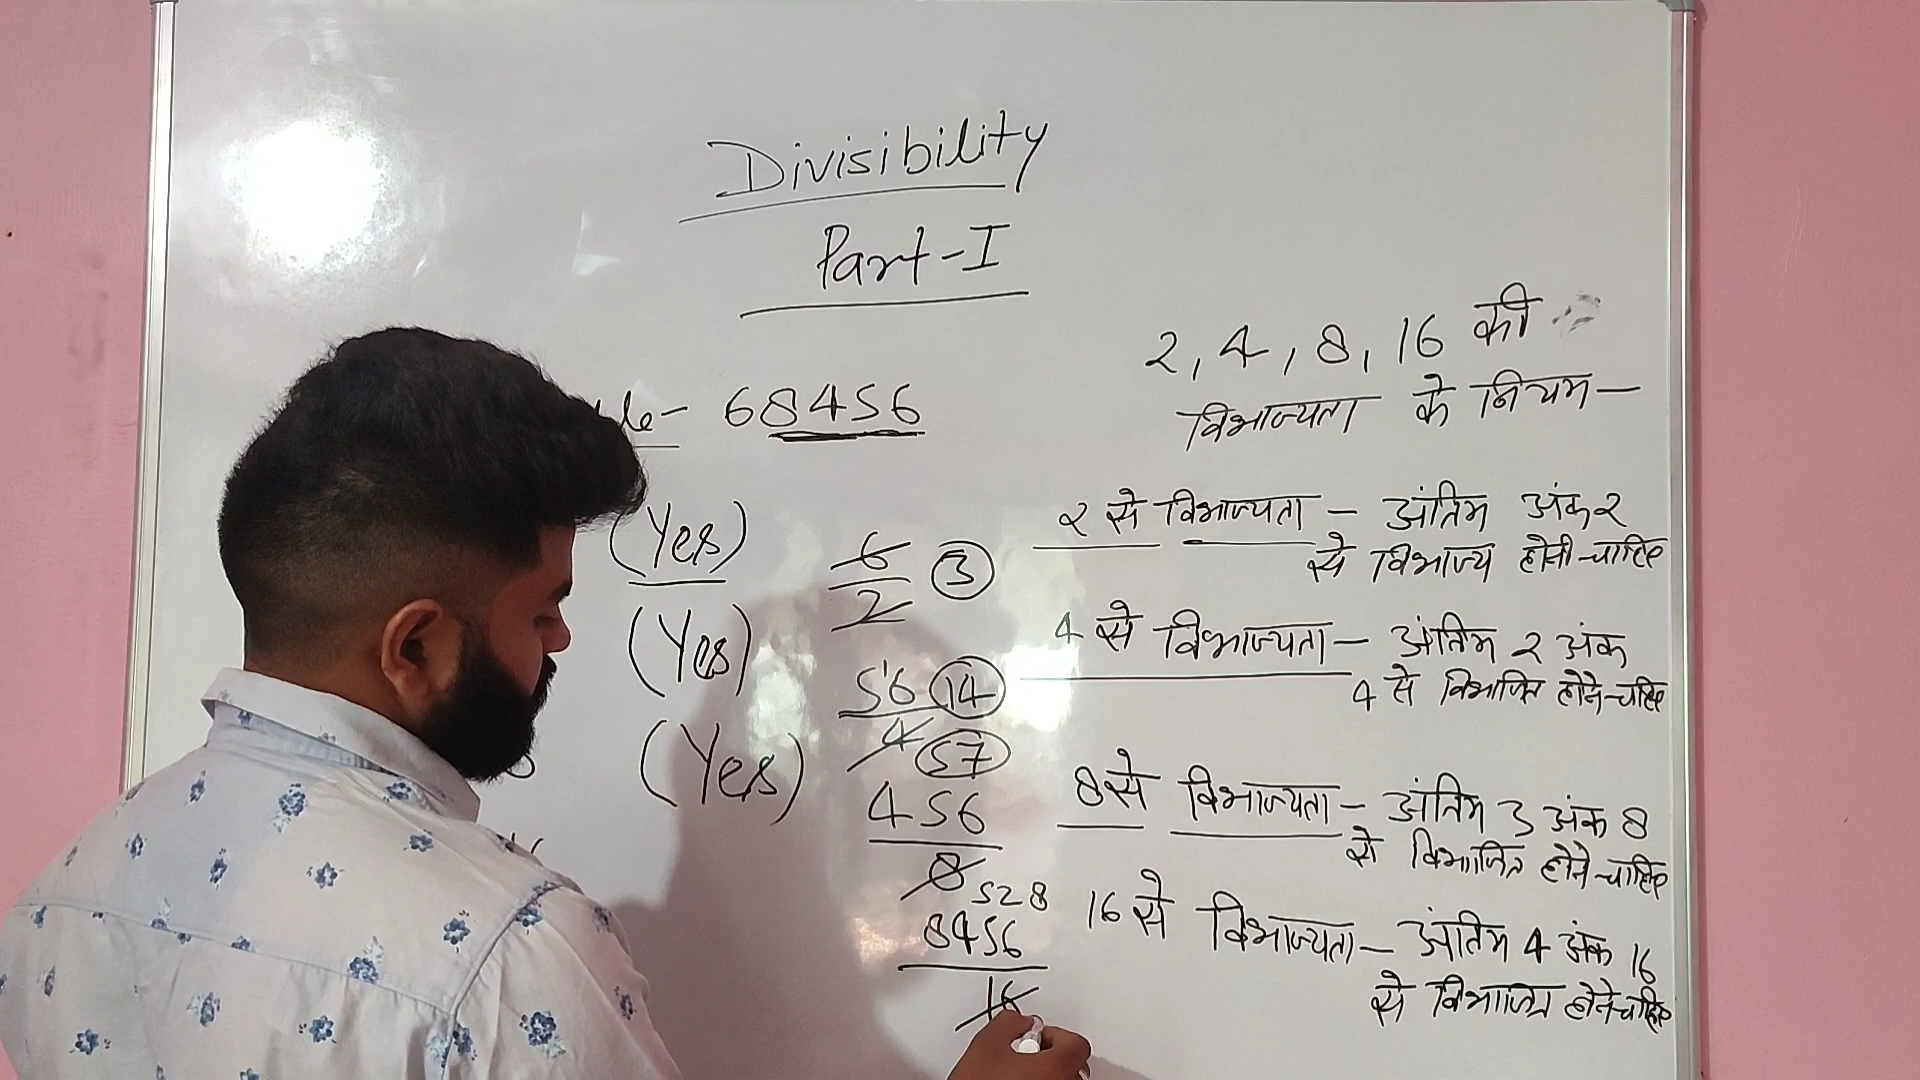 Divisibility
Part-I
68456
(Yes) 6/2 3
(Yes) 56/4 14
(Yes) 456/8 57
8456/16 528
2, 4, 8, 16 की
विभाज्यता के नियम-
2 से विभाज्यता - अंतिम अंक 2
से विभाज्य होनी चाहिए
4 से विभाज्यता - अंतिम 2 अंक
4 से विभाजित होने चाहिए
8 से विभाज्यता - अंतिम 3 अंक 8
से विभाजित होने चाहिए
16 से विभाज्यता - अंतिम 4 अंक 16
से विभाजित होने चाहिए